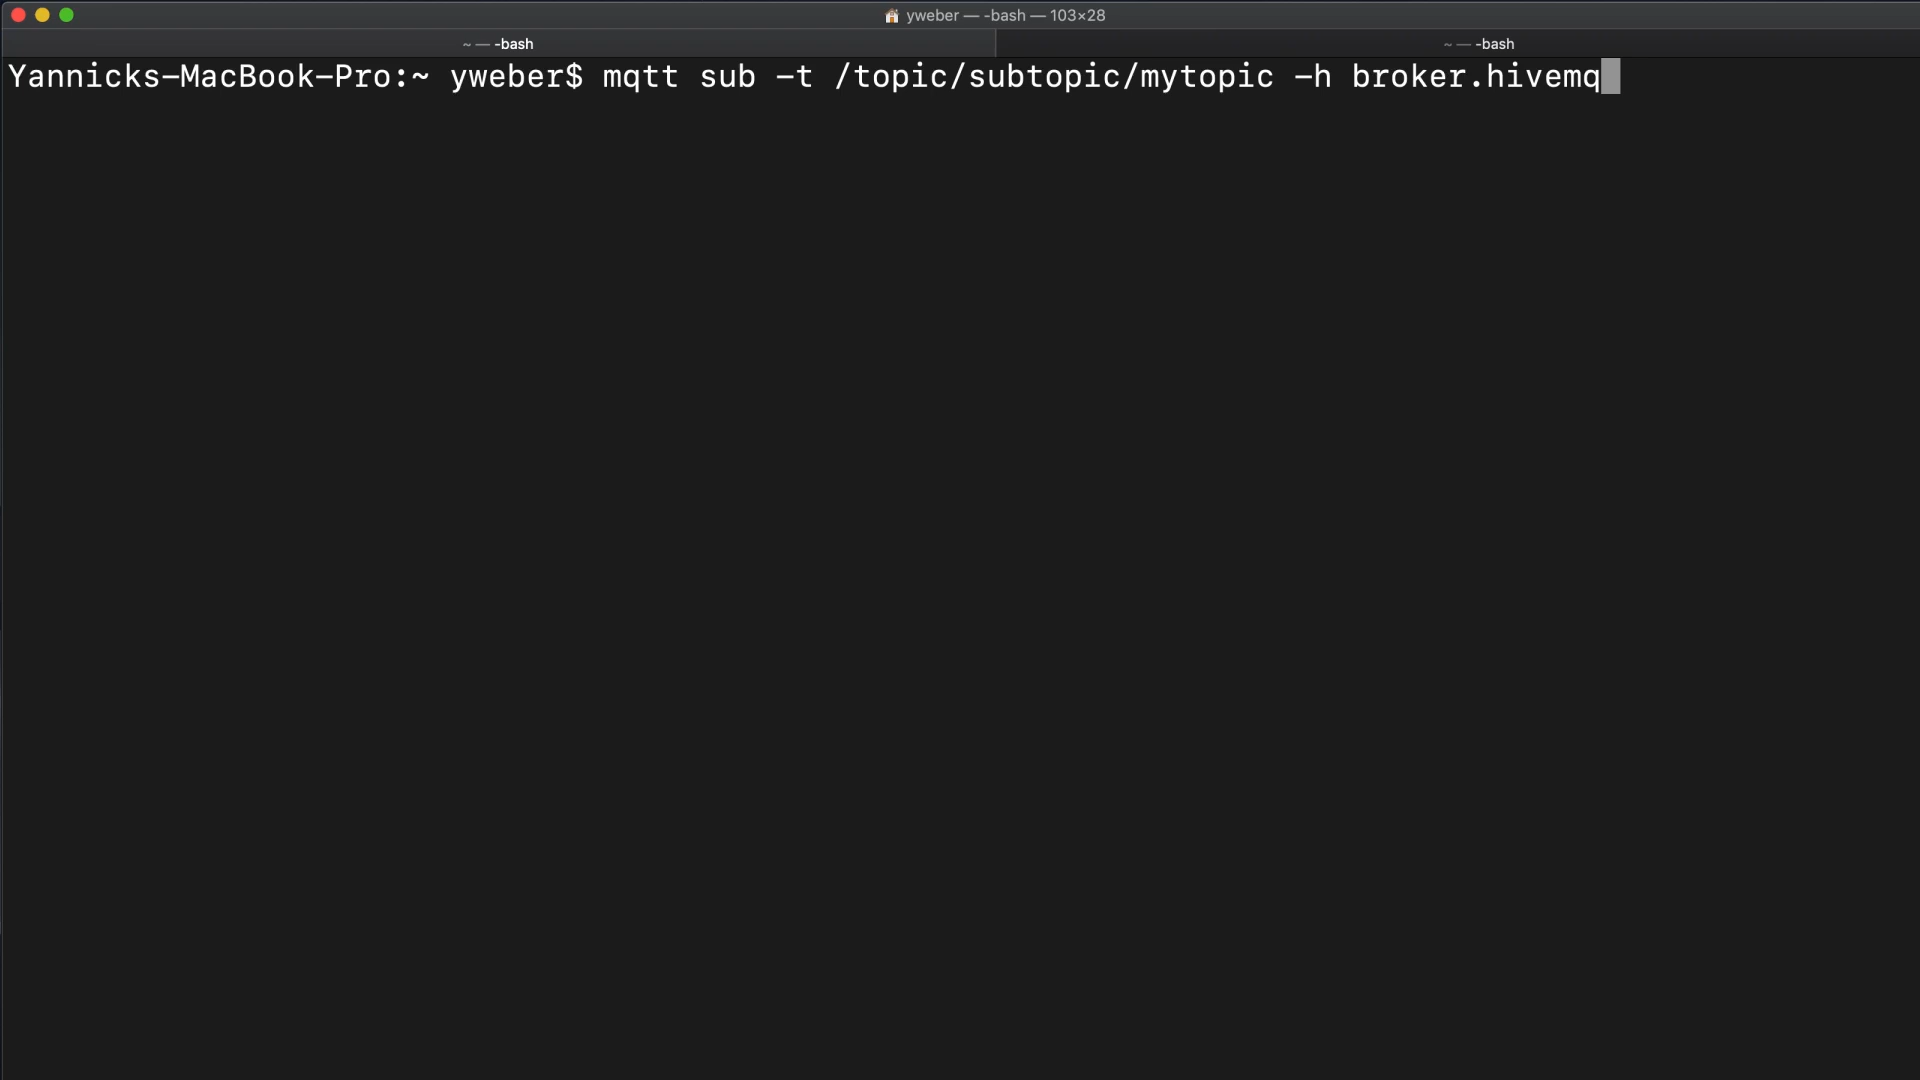 yweber — -bash — 103×28
~ — -bash ~ — -bash
Yannicks-MacBook-Pro:~ yweber$ mqtt sub -t /topic/subtopic/mytopic -h broker.hivemq